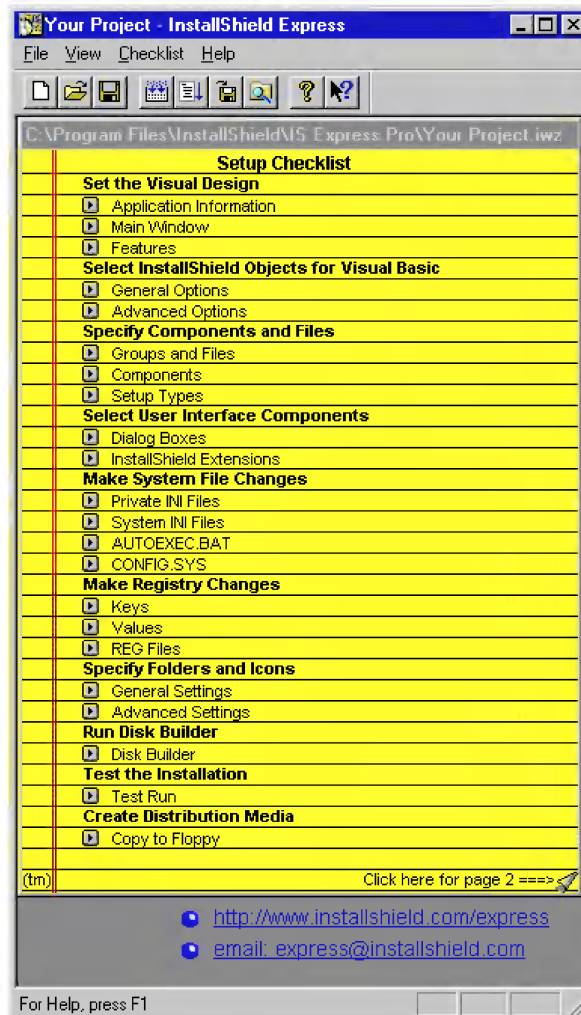 Your Project - InstallShield Express
File View Checklist Help
C:\Program Files\InstallShield\IS Express Pro\Your Project.iwz
Setup Checklist
Set the Visual Design
Application Information
Main Window
Features
Select InstallShield Objects for Visual Basic
General Options
Advanced Options
Specify Components and Files
Groups and Files
Components
Setup Types
Select User Interface Components
Dialog Boxes
InstallShield Extensions
Make System File Changes
Private INI Files
System INI Files
AUTOEXEC.BAT
CONFIG.SYS
Make Registry Changes
Keys
Values
REG Files
Specify Folders and Icons
General Settings
Advanced Settings
Run Disk Builder
Disk Builder
Test the Installation
Test Run
Create Distribution Media
Copy to Floppy
(tm) Click here for page 2 ===>
http://www.installshield.com/express
email: express@installshield.com
For Help, press F1